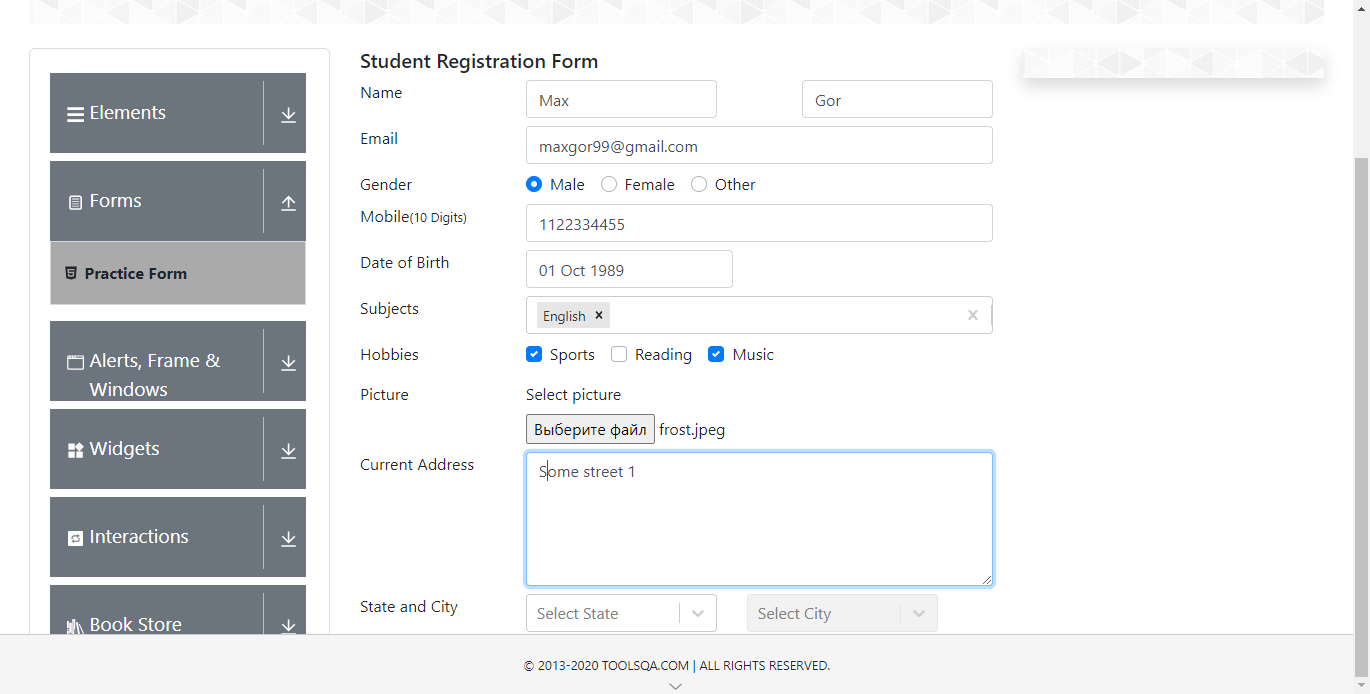 Elements
Forms
Practice Form
Alerts, Frame &
Windows
Widgets
Interactions
Book Store
Student Registration Form
Name
Max
Gor
Email
maxgor99@gmail.com
Gender
Male
Female
Other
Mobile(10 Digits)
1122334455
Date of Birth
01 Oct 1989
Subjects
English
Hobbies
Sports
Reading
Music
Picture
Select picture
Выберите файл frost.jpeg
Current Address
Some street 1
State and City
Select State
Select City
© 2013-2020 TOOLSQA.COM | ALL RIGHTS RESERVED.